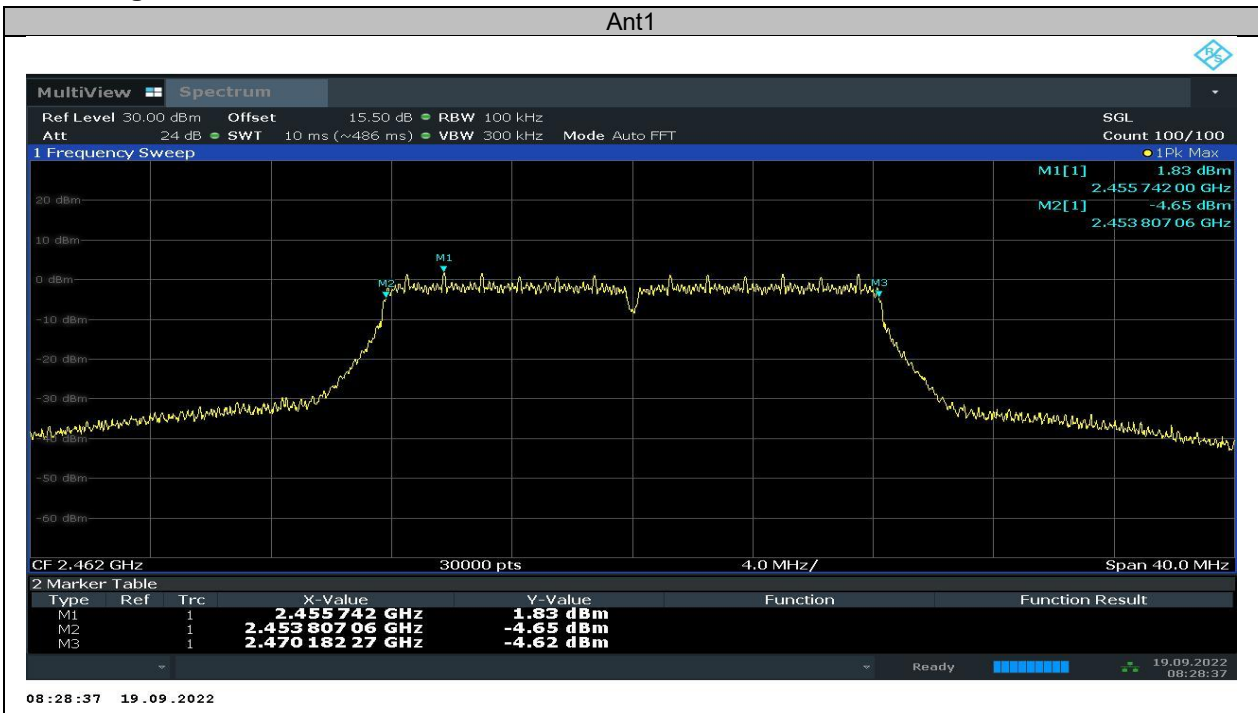 Ant1
R&S
MultiView Spectrum
Ref Level 30.00 dBm Offset 15.50 dB RBW 100 kHz SGL
Att 24 dB SWT 10 ms (~486 ms) VBW 300 kHz Mode Auto FFT Count 100/100
1 Frequency Sweep 1Pk Max
M1[1] 1.83 dBm
2.455 742 00 GHz
20 dBm
M2[1] -4.65 dBm
2.453 807 06 GHz
10 dBm
M1
0 dBm
M2 M3
-10 dBm
-20 dBm
-30 dBm
-40 dBm
-50 dBm
-60 dBm
CF 2.462 GHz 30000 pts 4.0 MHz/ Span 40.0 MHz
2 Marker Table
Type Ref Trc X-Value Y-Value Function Function Result
M1 1 2.455 742 GHz 1.83 dBm
M2 1 2.453 807 06 GHz -4.65 dBm
M3 1 2.470 182 27 GHz -4.62 dBm
Ready 19.09.2022
08:28:37
08:28:37 19.09.2022